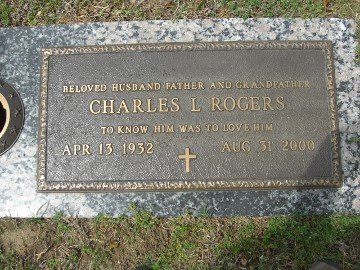 BELOVED HUSBAND FATHER AND GRANDFATHER
CHARLES L ROGERS
TO KNOW HIM WAS TO LOVE HIM
APR 13 1932 AUG 31 2000